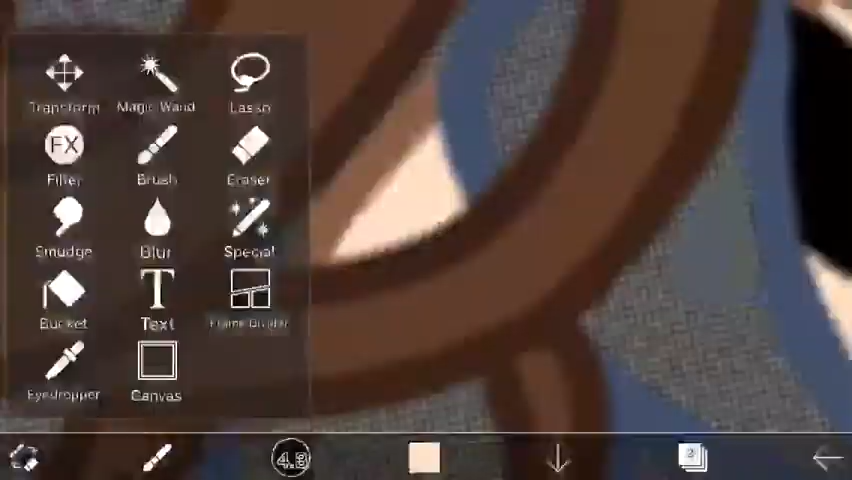 Transform Magic Wand Lasso
FX
Filter Brush Eraser
Smudge Blur Special
T
Bucket Text Frame Divider
Eyedropper Canvas
4.3 2